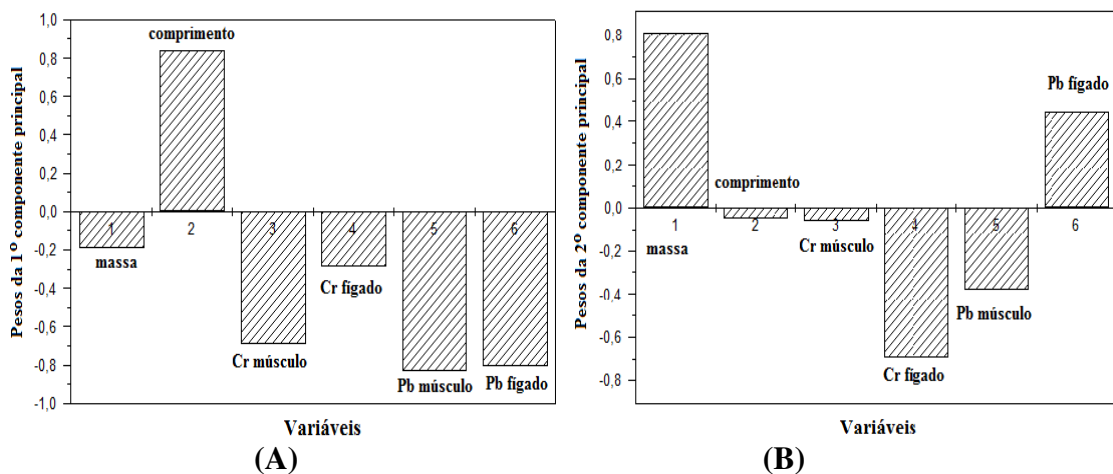 Pesos da 1º componente principal
1,0
0,8
0,6
0,4
0,2
0,0
-0,2
-0,4
-0,6
-0,8
-1,0
comprimento
1
2
3
4
5
6
massa
Cr músculo
Cr fígado
Pb músculo
Pb fígado
Variáveis
(A)
Pesos da 2º componente principal
0,8
0,6
0,4
0,2
0,0
-0,2
-0,4
-0,6
-0,8
Pb fígado
comprimento
1
2
3
4
5
6
massa
Cr músculo
Pb músculo
Cr fígado
Variáveis
(B)